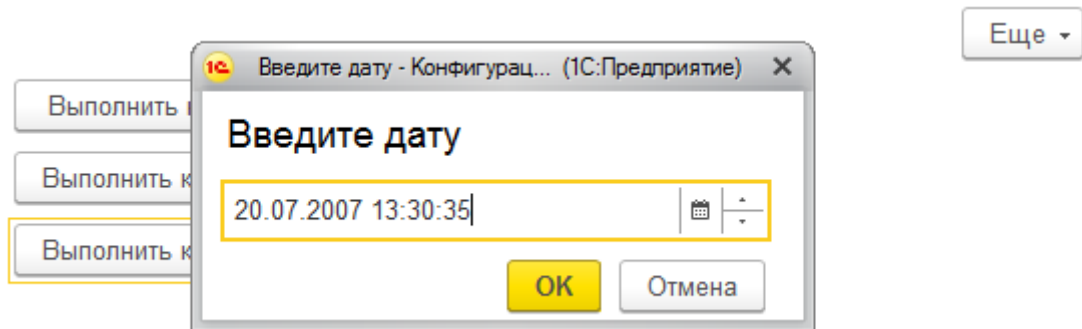 Еще
1С Введите дату - Конфигурац... (1С:Предприятие)
Выполнить
Введите дату
Выполнить к
20.07.2007 13:30:35
Выполнить к
ОК Отмена